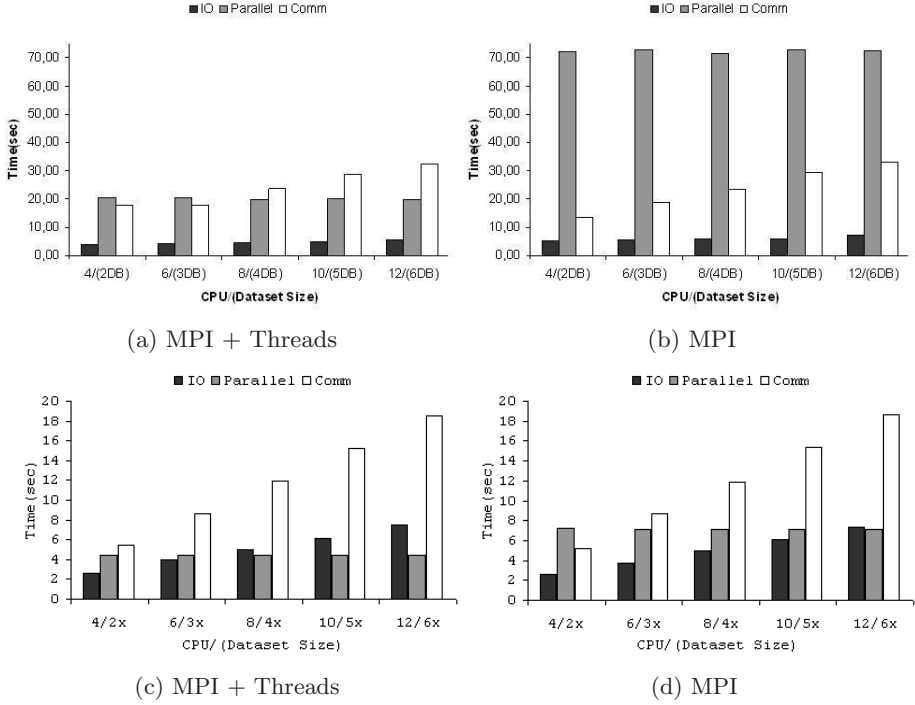 IO Parallel Comm
70,00
60,00
50,00
40,00
30,00
20,00
10,00
0,00
Time(sec)
4/(2DB) 6/(3DB) 8/(4DB) 10/(5DB) 12/(6DB)
CPU/(Dataset Size)
(a) MPI + Threads
IO Parallel Comm
70,00
60,00
50,00
40,00
30,00
20,00
10,00
0,00
Time(sec)
4/(2DB) 6/(3DB) 8/(4DB) 10/(5DB) 12/(6DB)
CPU/(Dataset Size)
(b) MPI
IO Parallel Comm
20
18
16
14
12
10
8
6
4
2
0
Time(sec)
4/2x 6/3x 8/4x 10/5x 12/6x
CPU/(Dataset Size)
(c) MPI + Threads
IO Parallel Comm
20
18
16
14
12
10
8
6
4
2
0
Time(sec)
4/2x 6/3x 8/4x 10/5x 12/6x
CPU/(Dataset Size)
(d) MPI